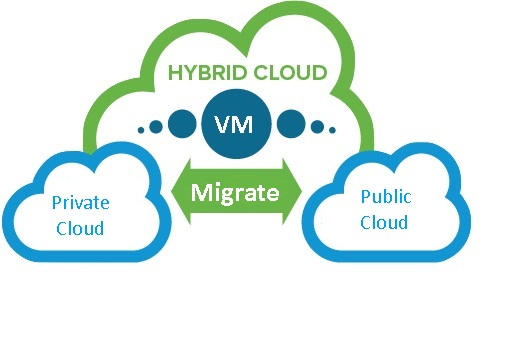 HYBRID CLOUD
VM
Migrate
Private
Cloud
Public
Cloud